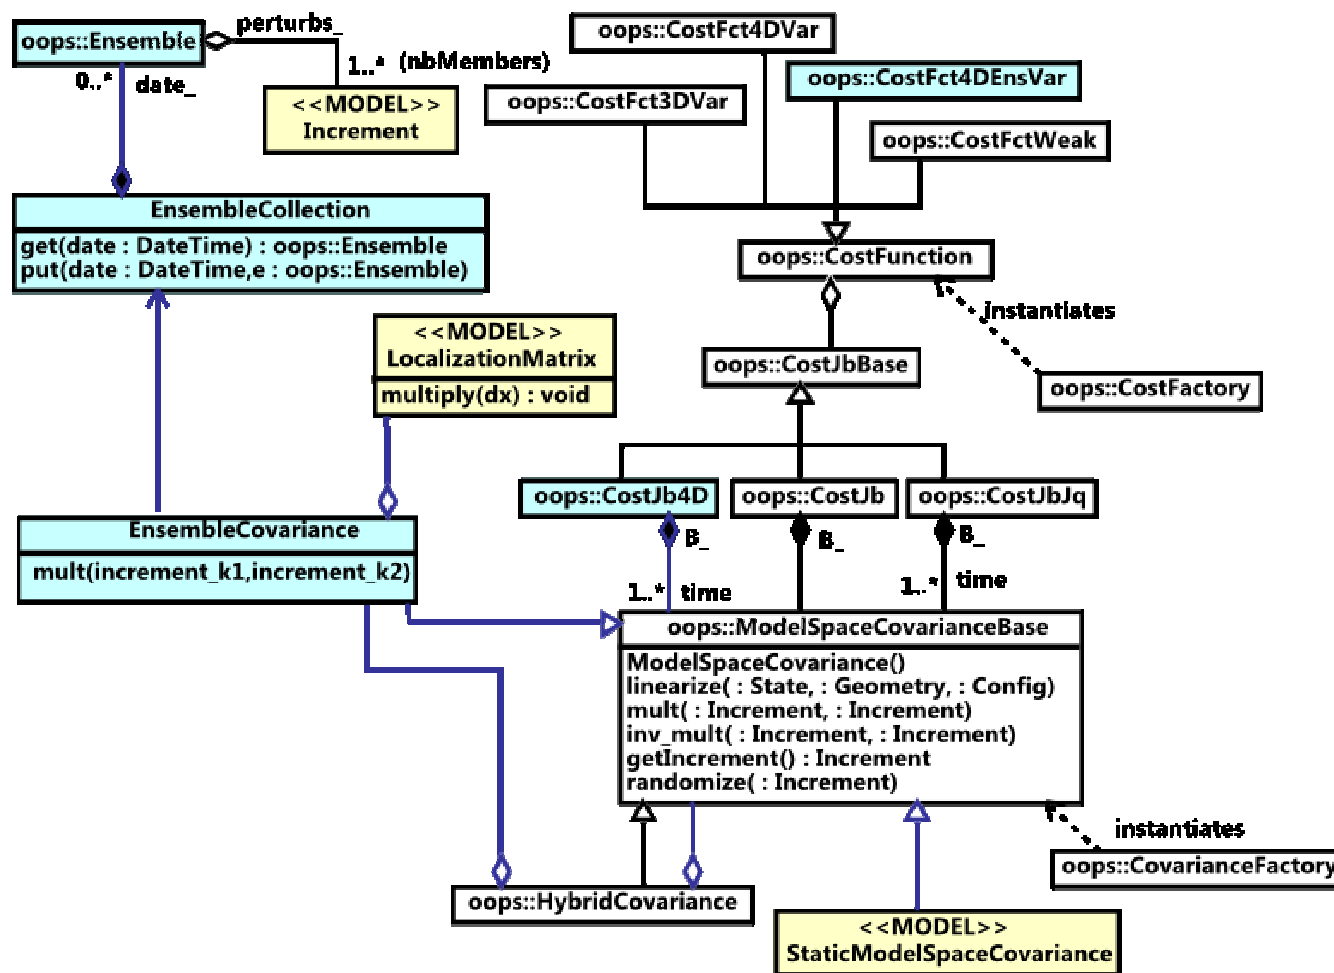 oops::Ensemble
perturbs_
1..* (nbMembers)
0..* date_
<<MODEL>>
Increment
oops::CostFct4DVar
oops::CostFct4DEnsVar
oops::CostFct3DVar
oops::CostFctWeak
EnsembleCollection
get(date : DateTime) : oops::Ensemble
put(date : DateTime,e : oops::Ensemble)
oops::CostFunction
instantiates
oops::CostFactory
<<MODEL>>
LocalizationMatrix
multiply(dx) : void
oops::CostJbBase
oops::CostJb4D
oops::CostJb
oops::CostJbJq
B_
B_
B_
1..* time
1..* time
EnsembleCovariance
mult(increment_k1,increment_k2)
oops::ModelSpaceCovarianceBase
ModelSpaceCovariance()
linearize( : State, : Geometry, : Config)
mult( : Increment, : Increment)
inv_mult( : Increment, : Increment)
getIncrement() : Increment
randomize( : Increment)
instantiates
oops::CovarianceFactory
oops::HybridCovariance
<<MODEL>>
StaticModelSpaceCovariance